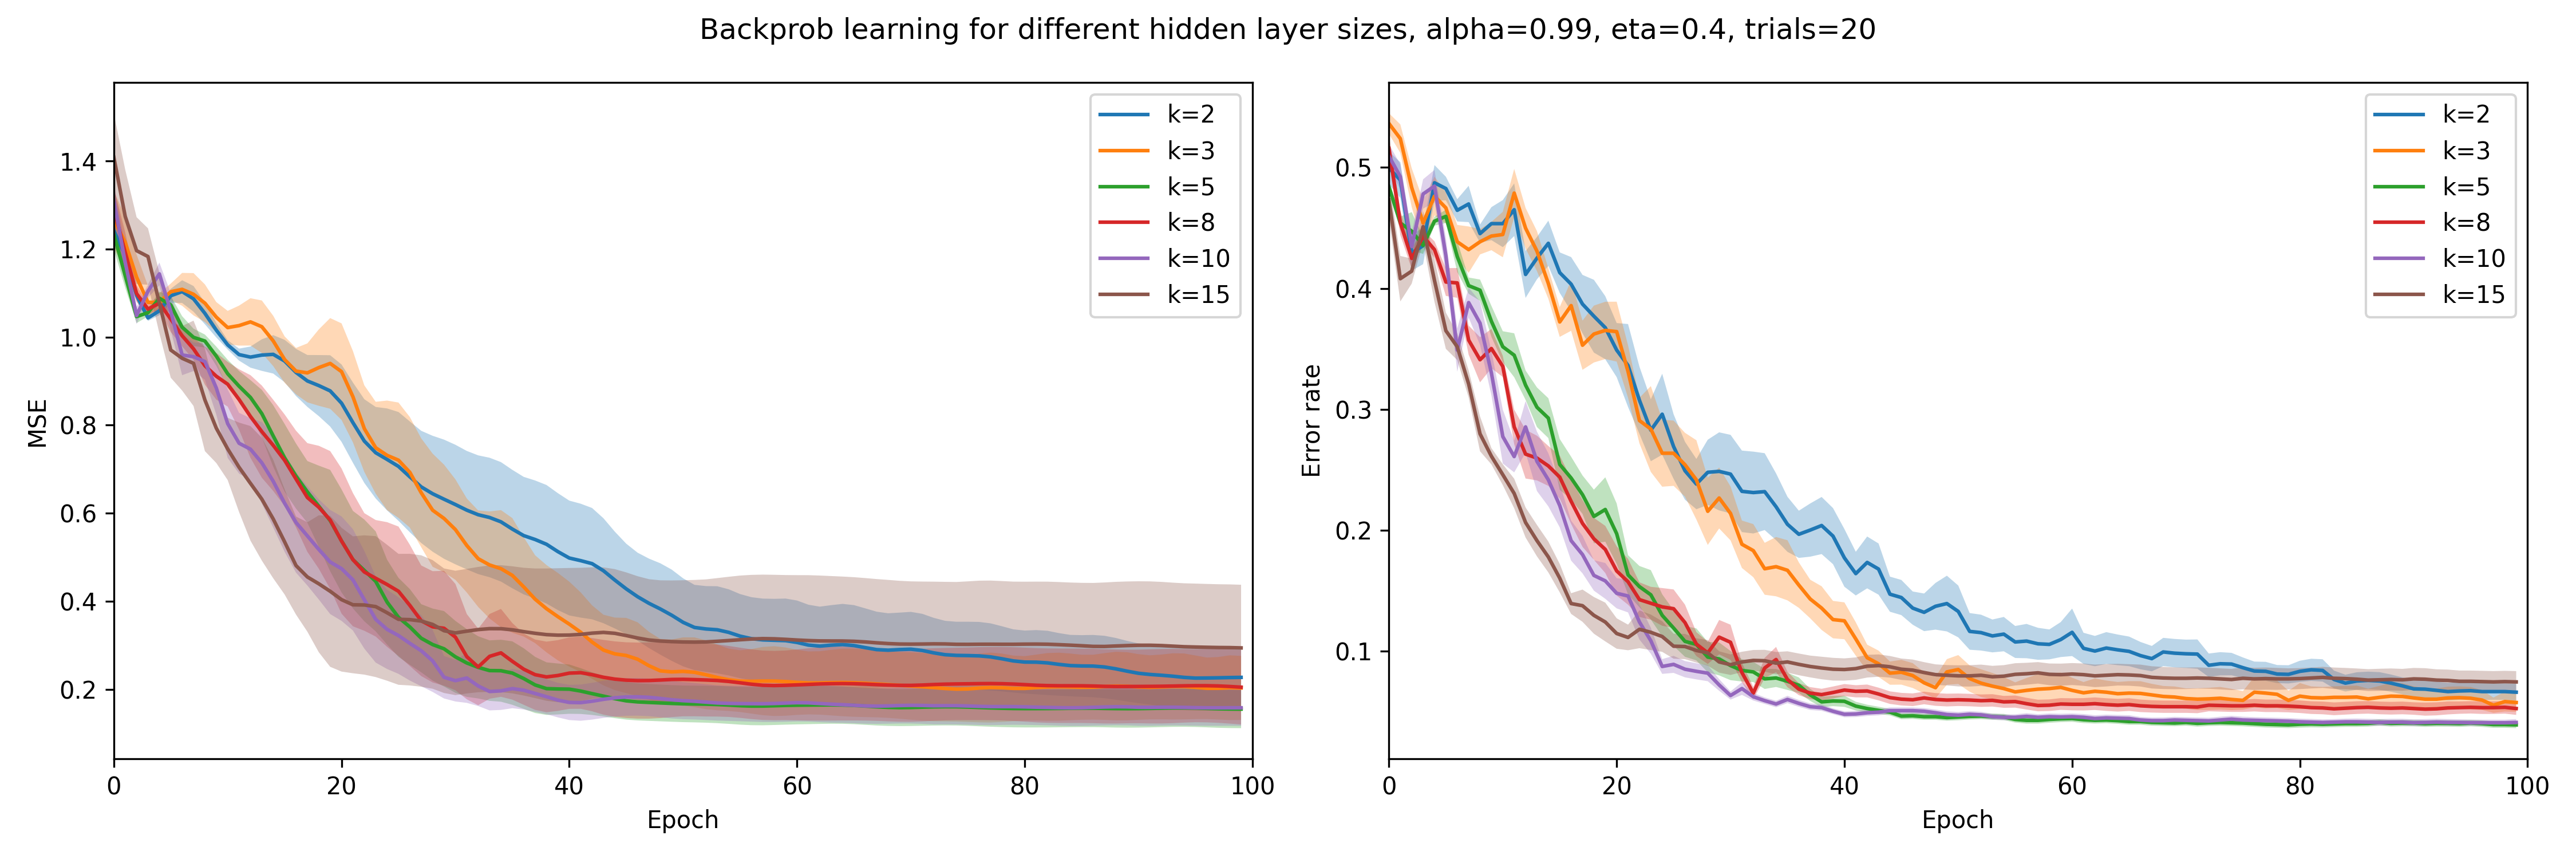 Backprob learning for different hidden layer sizes, alpha=0.99, eta=0.4, trials=20
MSE
1.4
1.2
1.0
0.8
0.6
0.4
0.2
0
20
40
60
80
100
Epoch
k=2
k=3
k=5
k=8
k=10
k=15
Error rate
0.5
0.4
0.3
0.2
0.1
0
20
40
60
80
100
Epoch
k=2
k=3
k=5
k=8
k=10
k=15